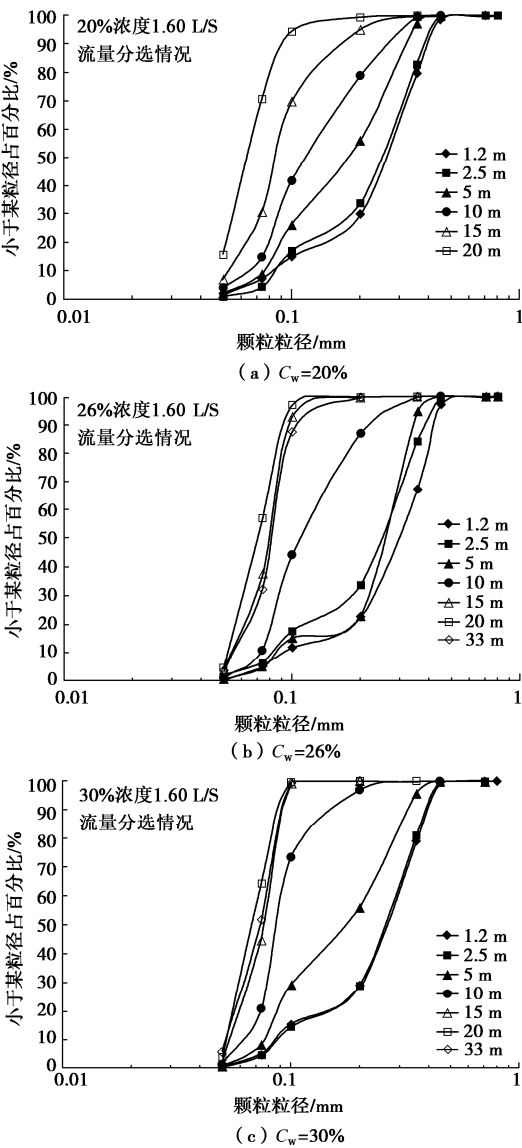 20%浓度1.60 L/S
流量分选情况
小于某粒径占百分比/%
100
90
80
70
60
50
40
30
20
10
0
1.2 m
2.5 m
5 m
10 m
15 m
20 m
0.01 0.1 1
颗粒粒径/mm
（a）Cw=20%
26%浓度1.60 L/S
流量分选情况
小于某粒径占百分比/%
100
90
80
70
60
50
40
30
20
10
0
1.2 m
2.5 m
5 m
10 m
15 m
20 m
33 m
0.01 0.1 1
颗粒粒径/mm
（b）Cw=26%
30%浓度1.60 L/S
流量分选情况
小于某粒径占百分比/%
100
90
80
70
60
50
40
30
20
10
0
1.2 m
2.5 m
5 m
10 m
15 m
20 m
33 m
0.01 0.1 1
颗粒粒径/mm
（c）Cw=30%